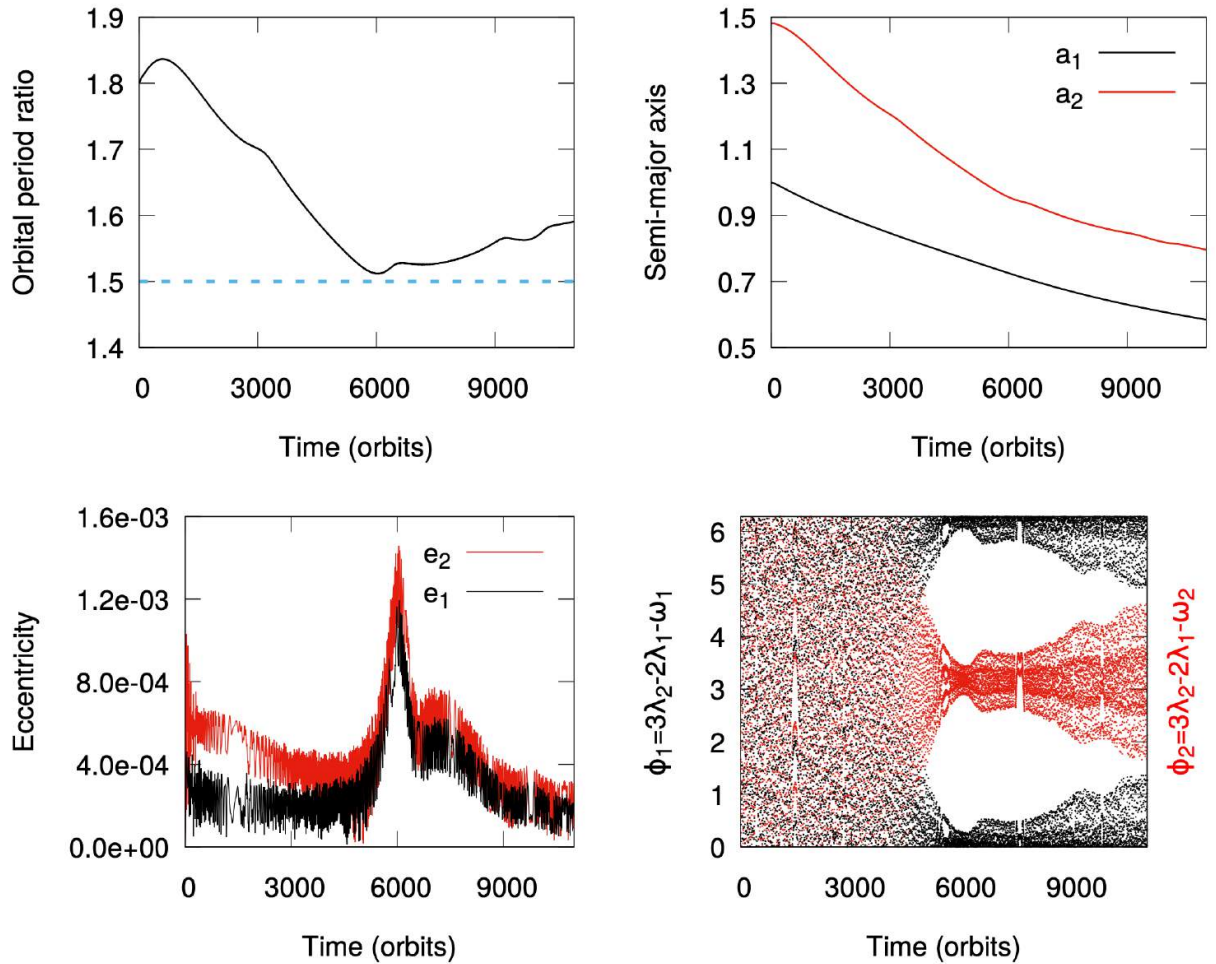 Orbital period ratio
1.9
1.8
1.7
1.6
1.5
1.4
0 3000 6000 9000
Time (orbits)
Semi-major axis
1.5
1.3
1.1
0.9
0.7
0.5
a1
a2
0 3000 6000 9000
Time (orbits)
Eccentricity
1.6e-03
1.2e-03
8.0e-04
4.0e-04
0.0e+00
e2
e1
0 3000 6000 9000
Time (orbits)
ϕ1=3λ2-2λ1-ω1
6
5
4
3
2
1
0
ϕ2=3λ2-2λ1-ω2
0 3000 6000 9000
Time (orbits)